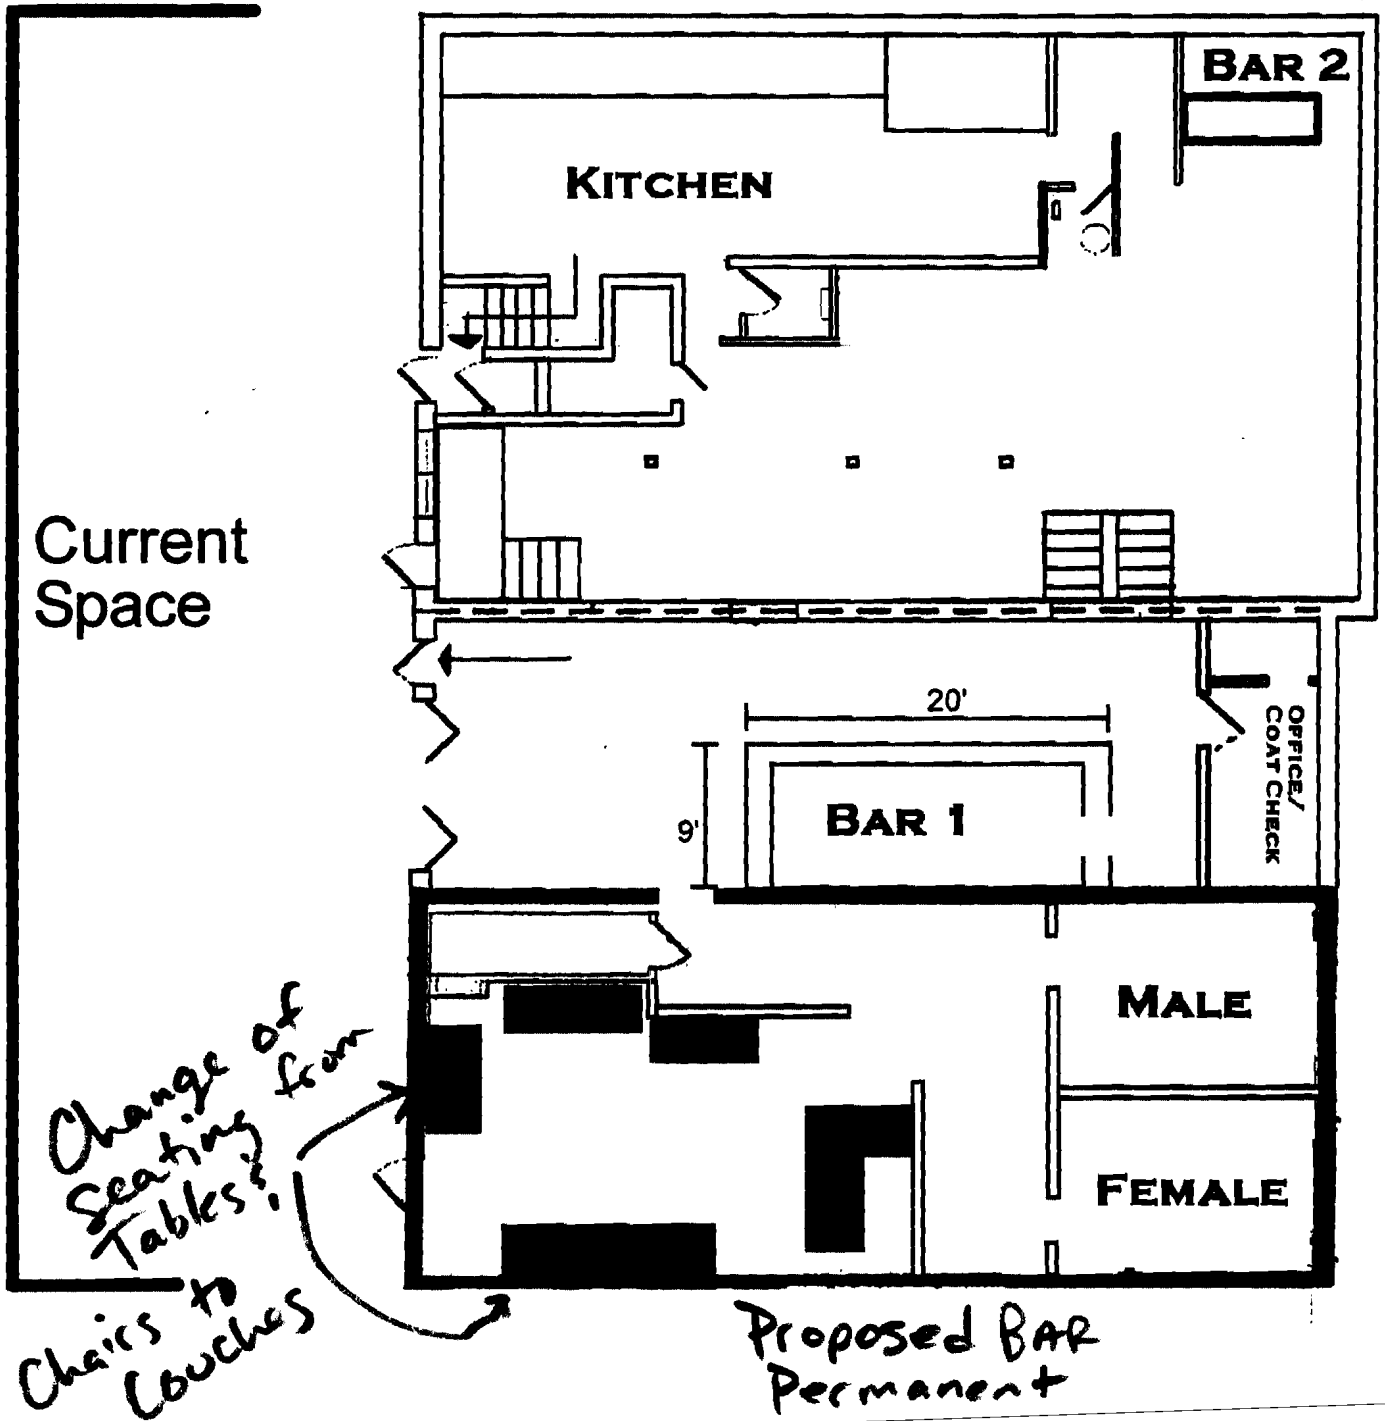 BAR 2
KITCHEN
Current
Space
20'
OFFICE/
COAT CHECK
9'
BAR 1
MALE
FEMALE
Change of
seating from
Tables &
Chairs to
Couches
Proposed BAR
Permanent